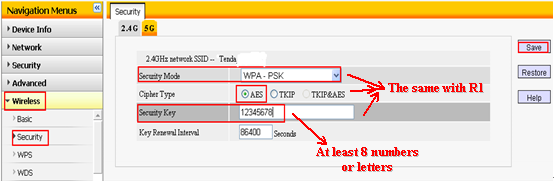 Navigation Menus
Device Info
Network
Security
Advanced
Wireless
Basic
Security
WPS
WDS
Security
2.4G 5G
2.4GHz network SSID -- Tenda_
Security Mode WPA - PSK
Cipher Type AES TKIP TKIP&AES
Security Key 12345678
Key Renewal Interval 86400 Seconds
The same with R1
At least 8 numbers
or letters
Save
Restore
Help